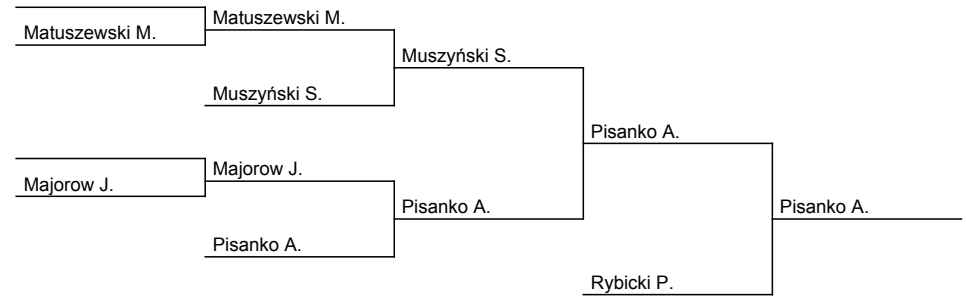 Matuszewski M.
Matuszewski M.
Muszyński S.
Muszyński S.
Pisanko A.
Majorow J.
Majorow J.
Pisanko A.
Pisanko A.
Pisanko A.
Rybicki P.